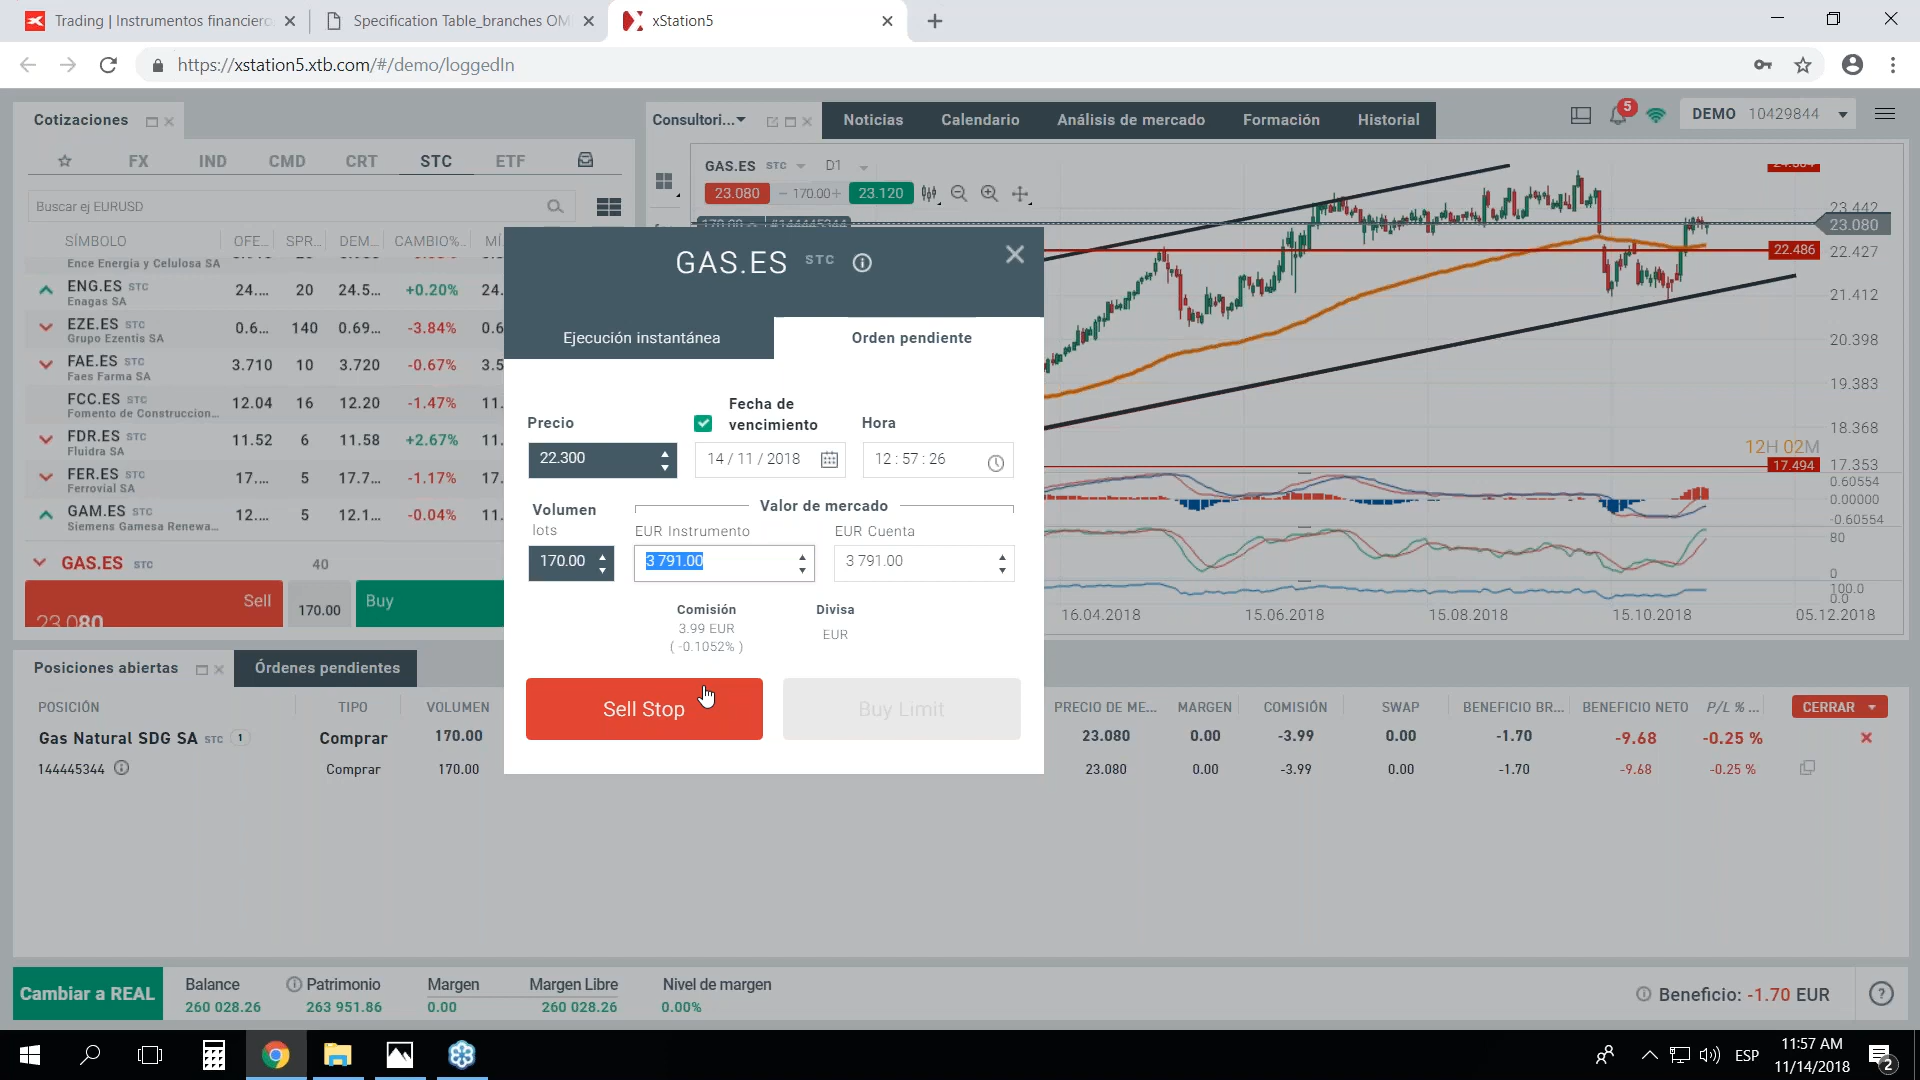 Trading | Instrumentos financiero
Specification Table_branches OM
xStation5
https://xstation5.xtb.com/#/demo/loggedIn
Cotizaciones
FX IND CMD CRT STC ETF
Buscar ej EURUSD
SÍMBOLO OFE... SPR... DEM... CAMBIO%...
Ence Energia y Celulosa SA
ENG.ES STC 24.... 20 24.5... +0.20% 24.
Enagas SA
EZE.ES STC 0.6... 140 0.69... -3.84% 0.6
Grupo Ezentis SA
FAE.ES STC 3.710 10 3.720 -0.67% 3.5
Faes Farma SA
FCC.ES STC 12.04 16 12.20 -1.47% 11.
Fomento de Construccion...
FDR.ES STC 11.52 6 11.58 +2.67% 11.
Fluidra SA
FER.ES STC 17.... 5 17.7... -1.17% 17.
Ferrovial SA
GAM.ES STC 12.... 5 12.1... -0.04% 11.
Siemens Gamesa Renewa...
GAS.ES STC 40
Sell
23.080
170.00
Buy
Consultori...
Noticias
Calendario
Análisis de mercado
Formación
Historial
5
DEMO 10429844
GAS.ES STC D1
23.080 – 170.00+ 23.120
170.00 #144445344
23.442
23.080
22.486
22.427
21.412
20.398
19.383
18.368
12H 02M
17.494
17.353
0.60554
0.00000
-0.60554
80
0
100.0
0.0
16.04.2018 15.06.2018 15.08.2018 15.10.2018 05.12.2018
GAS.ES STC
Ejecución instantánea
Orden pendiente
Precio
Fecha de
vencimiento
Hora
22.300
14 / 11 / 2018
12 : 57 : 26
Volumen
lots
Valor de mercado
EUR Instrumento
EUR Cuenta
170.00
3 791.00
3 791.00
Comisión
3.99 EUR
( -0.1052% )
Divisa
EUR
Sell Stop
Buy Limit
Posiciones abiertas
Órdenes pendientes
POSICIÓN TIPO VOLUMEN PRECIO DE ME... MARGEN COMISIÓN SWAP BENEFICIO BR... BENEFICIO NETO P/L % ... CERRAR
Gas Natural SDG SA STC 1 Comprar 170.00 23.080 0.00 -3.99 0.00 -1.70 -9.68 -0.25 %
144445344 Comprar 170.00 23.080 0.00 -3.99 0.00 -1.70 -9.68 -0.25 %
Cambiar a REAL
Balance
260 028.26
Patrimonio
263 951.86
Margen
0.00
Margen Libre
260 028.26
Nivel de margen
0.00%
Beneficio: -1.70 EUR
ESP
11:57 AM
11/14/2018
2